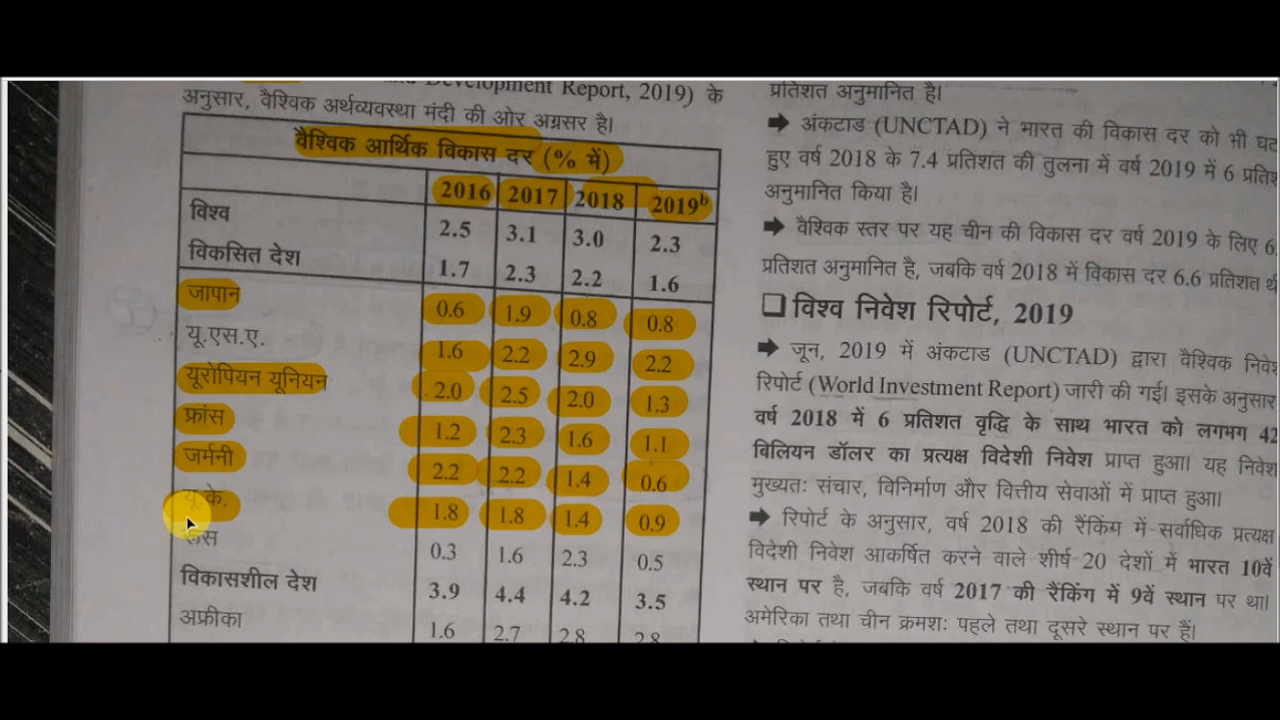 Development Report, 2019) के
अनुसार, वैश्विक अर्थव्यवस्था मंदी की ओर अग्रसर है।
वैश्विक आर्थिक विकास दर (% में)
2016 2017 2018 2019ᵇ
विश्व 2.5 3.1 3.0 2.3
विकसित देश 1.7 2.3 2.2 1.6
जापान 0.6 1.9 0.8 0.8
यू.एस.ए. 1.6 2.2 2.9 2.2
यूरोपियन यूनियन 2.0 2.5 2.0 1.3
फ्रांस 1.2 2.3 1.6 1.1
जर्मनी 2.2 2.2 1.4 0.6
यू.के. 1.8 1.8 1.4 0.9
रूस 0.3 1.6 2.3 0.5
विकासशील देश 3.9 4.4 4.2 3.5
अफ्रीका 1.6 2.7 2.8 2.8
प्रतिशत अनुमानित है।
➡ अंकटाड (UNCTAD) ने भारत की विकास दर को भी
हुए वर्ष 2018 के 7.4 प्रतिशत की तुलना में वर्ष 2019 में 6
अनुमानित किया है।
➡ वैश्विक स्तर पर यह चीन की विकास दर वर्ष 2019 के लिए 6
प्रतिशत अनुमानित है, जबकि वर्ष 2018 में विकास दर 6.6 प्रतिशत
❑ विश्व निवेश रिपोर्ट, 2019
➡ जून, 2019 में अंकटाड (UNCTAD) द्वारा वैश्विक
रिपोर्ट (World Investment Report) जारी की गई। इसके अनुसार
वर्ष 2018 में 6 प्रतिशत वृद्धि के साथ भारत को लगभग 42
बिलियन डॉलर का प्रत्यक्ष विदेशी निवेश प्राप्त हुआ। यह निवेश
मुख्यतः संचार, विनिर्माण और वित्तीय सेवाओं में प्राप्त हुआ।
➡ रिपोर्ट के अनुसार, वर्ष 2018 की रैंकिंग में सर्वाधिक प्रत्यक्ष
विदेशी निवेश आकर्षित करने वाले शीर्ष 20 देशों में भारत 10वें
स्थान पर है, जबकि वर्ष 2017 की रैंकिंग में 9वें स्थान पर था।
अमेरिका तथा चीन क्रमशः पहले तथा दूसरे स्थान पर हैं।